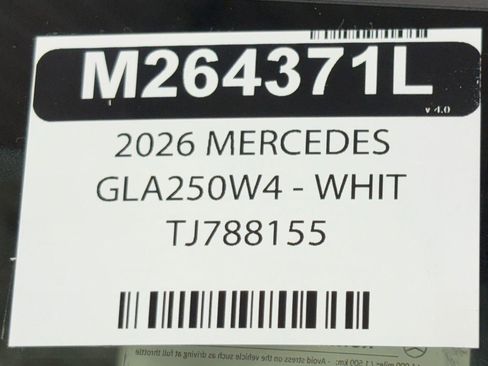 M264371L
v 4.0
2026 MERCEDES
GLA250W4 - WHIT
TJ788155